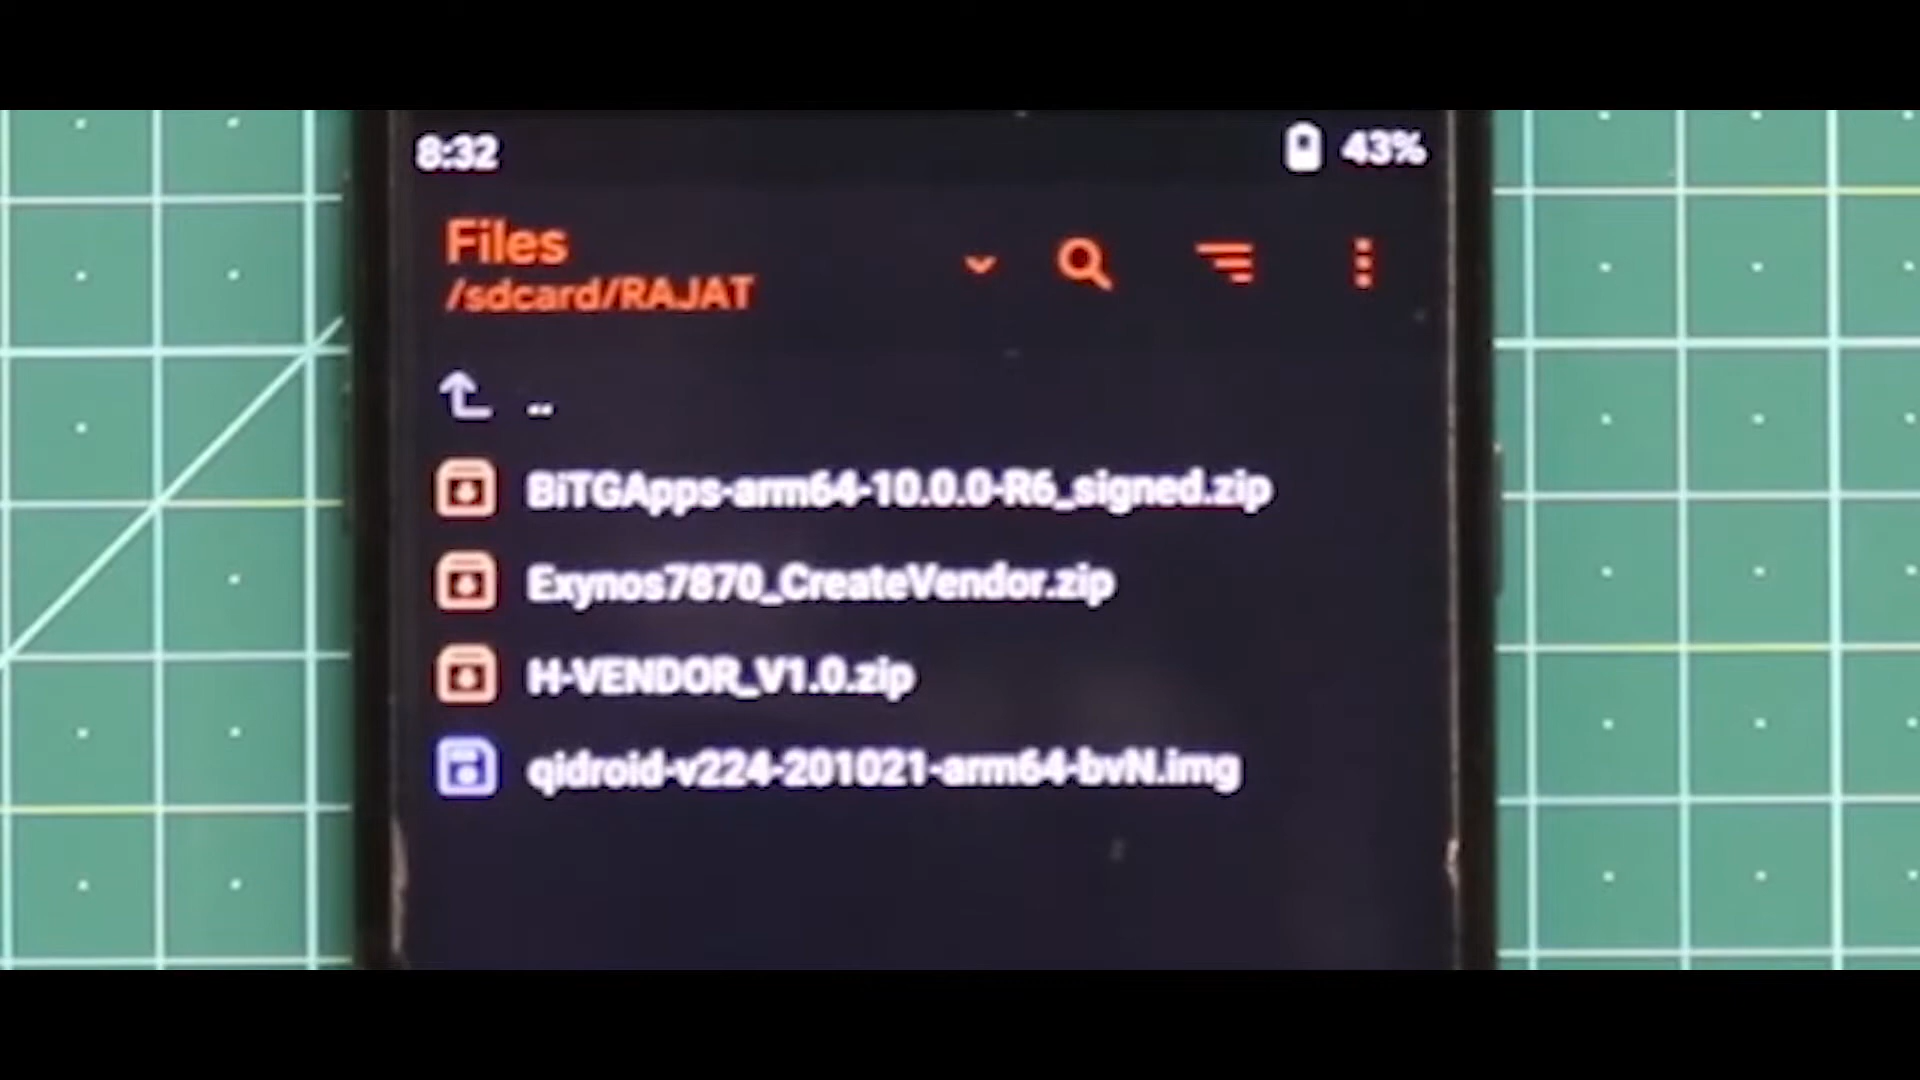 8:32 43%
Files
/sdcard/RAJAT
..
BiTGApps-arm64-10.0.0-R6_signed.zip
Exynos7870_CreateVendor.zip
H-VENDOR_V1.0.zip
qidroid-v224-201021-arm64-bvN.img